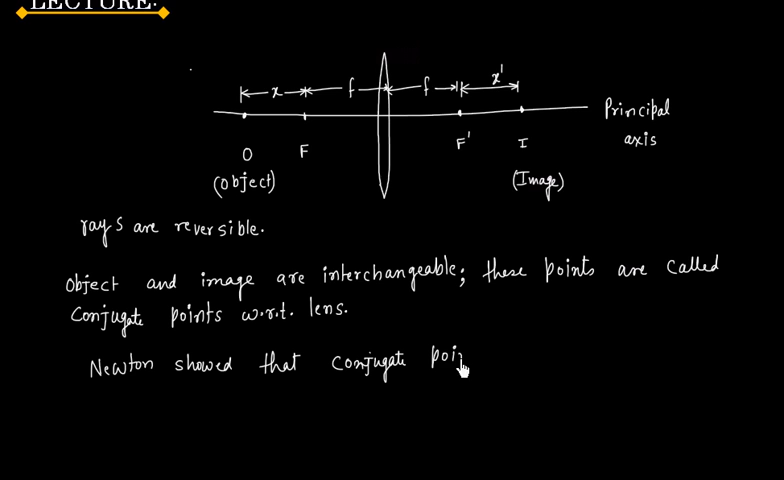 LECTURE:
x f f x'
Principal
axis
O F F' I
(object) (Image)
rays are reversible.
object and image are interchangeable; these points are called
Conjugate points w.r.t. lens.
Newton showed that conjugate poi